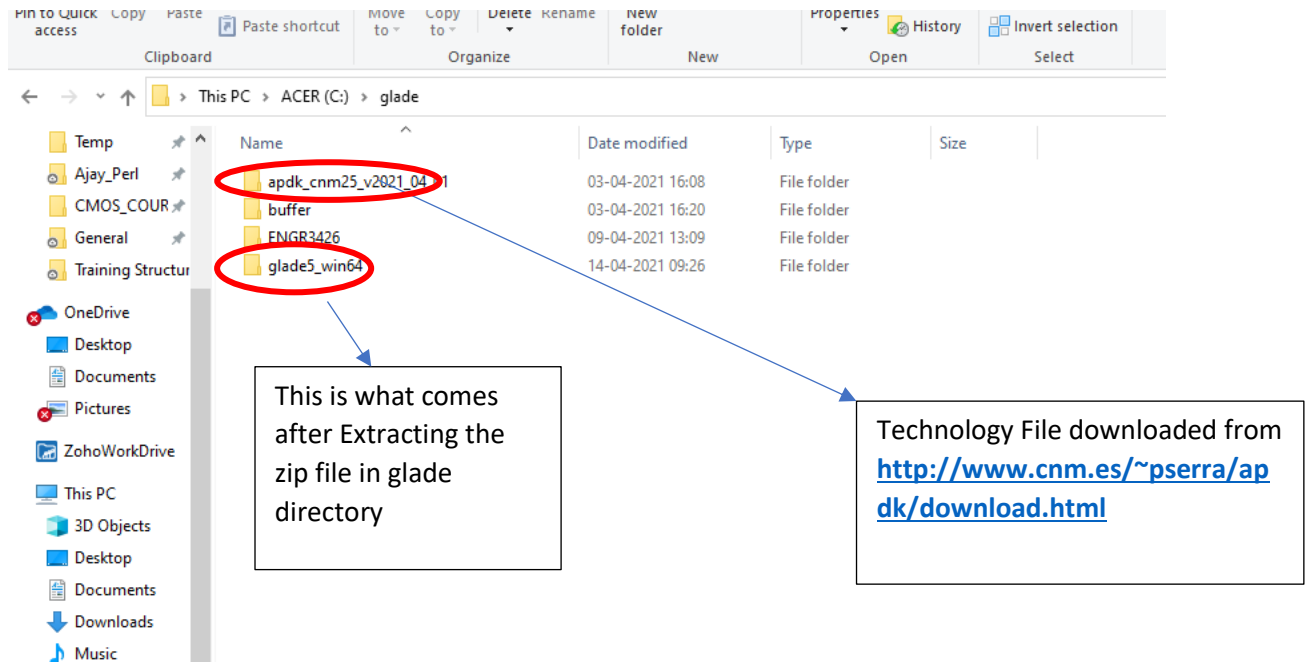 Pin to Quick access
Copy
Paste
Paste shortcut
Move to
Copy to
Delete
Rename
New folder
Properties
History
Invert selection
Clipboard
Organize
New
Open
Select
This PC > ACER (C:) > glade
Temp
Ajay_Perl
CMOS_COUR
General
Training Structur
OneDrive
Desktop
Documents
Pictures
ZohoWorkDrive
This PC
3D Objects
Desktop
Documents
Downloads
Music
Name Date modified Type Size
apdk_cnm25_v2021_04 03-04-2021 16:08 File folder
buffer 03-04-2021 16:20 File folder
ENGR3426 09-04-2021 13:09 File folder
glade5_win64 14-04-2021 09:26 File folder
This is what comes
after Extracting the
zip file in glade
directory
Technology File downloaded from
http://www.cnm.es/~pserra/ap
dk/download.html